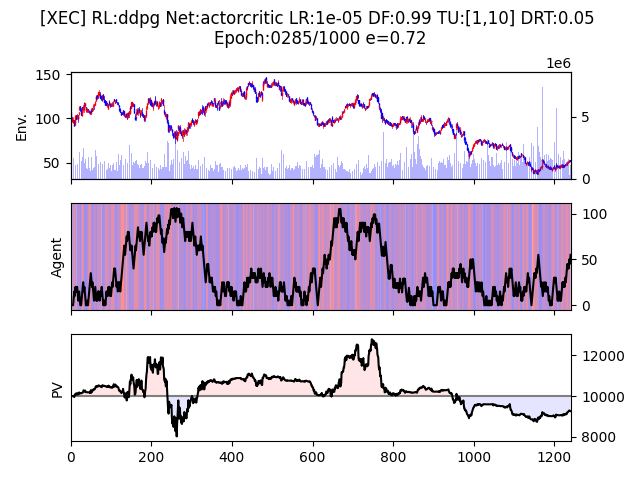 [XEC] RL:ddpg Net:actorcritic LR:1e-05 DF:0.99 TU:[1,10] DRT:0.05
Epoch:0285/1000 e=0.72
1e6
150
100
50
Env.
5
0
Agent
100
50
0
PV
12000
10000
8000
0 200 400 600 800 1000 1200